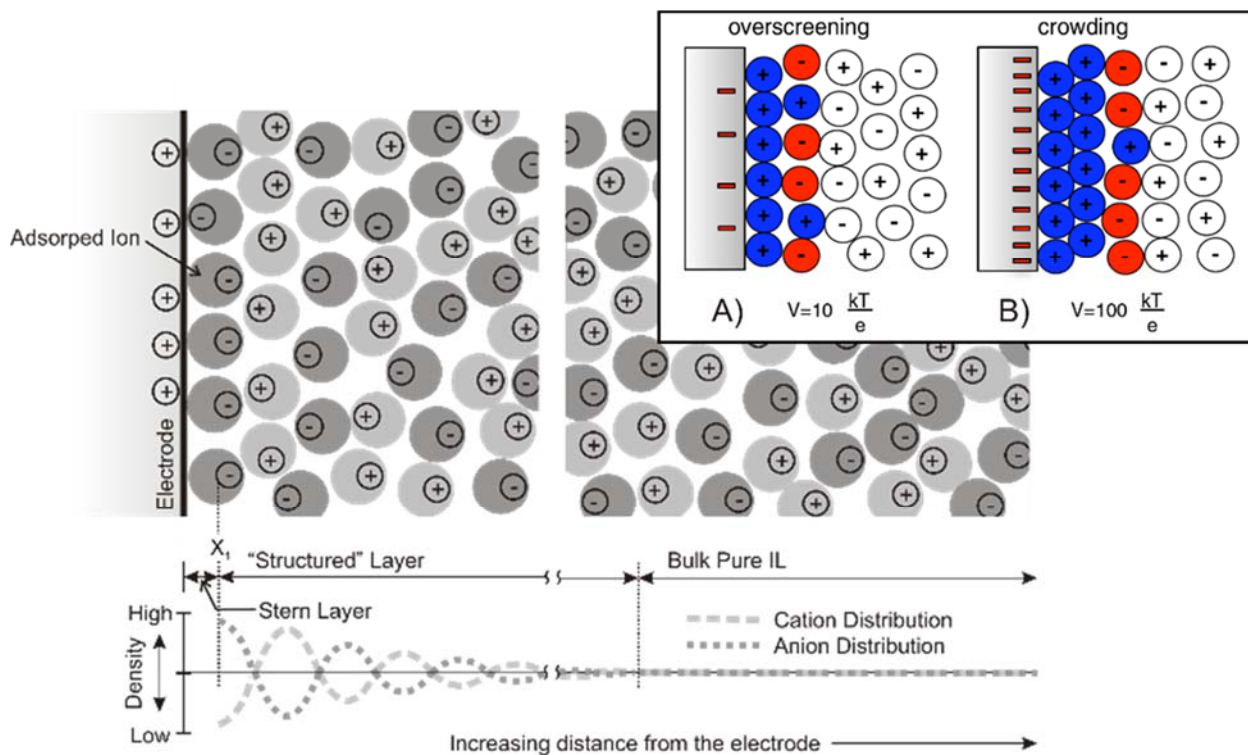 overscreening
crowding
A)
V=10 kT/e
B)
V=100 kT/e
Adsorbed Ion
Electrode
X1
"Structured" Layer
Bulk Pure IL
Stern Layer
High
Density
Low
Cation Distribution
Anion Distribution
Increasing distance from the electrode